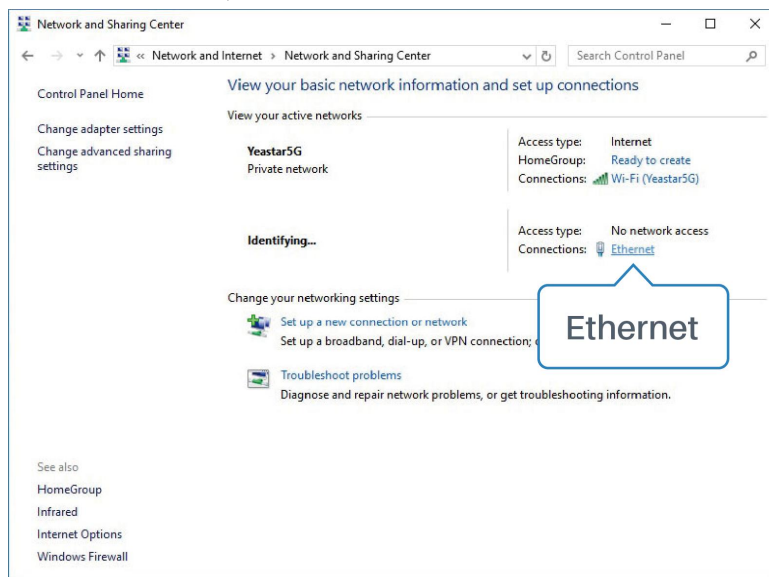 Network and Sharing Center
« Network and Internet › Network and Sharing Center
Search Control Panel
Control Panel Home
Change adapter settings
Change advanced sharing
settings
View your basic network information and set up connections
View your active networks
Yeastar5G
Private network
Access type: Internet
HomeGroup: Ready to create
Connections: Wi-Fi (Yeastar5G)
Identifying...
Access type: No network access
Connections: Ethernet
Ethernet
Change your networking settings
Set up a new connection or network
Set up a broadband, dial-up, or VPN connection;
Troubleshoot problems
Diagnose and repair network problems, or get troubleshooting information.
See also
HomeGroup
Infrared
Internet Options
Windows Firewall